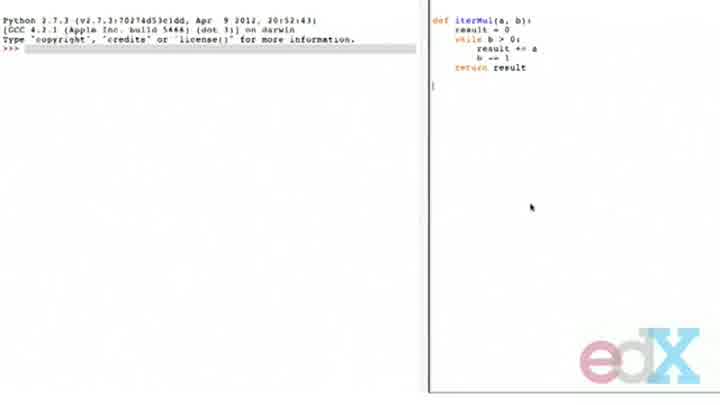 Python 2.7.3 (v2.7.3:70274d53c1dd, Apr  9 2012, 20:52:43)
[GCC 4.2.1 (Apple Inc. build 5666) (dot 3)] on darwin
Type "copyright", "credits" or "license()" for more information.
>>>
def iterMul(a, b):
    result = 0
    while b > 0:
        result += a
        b -= 1
    return result
edX